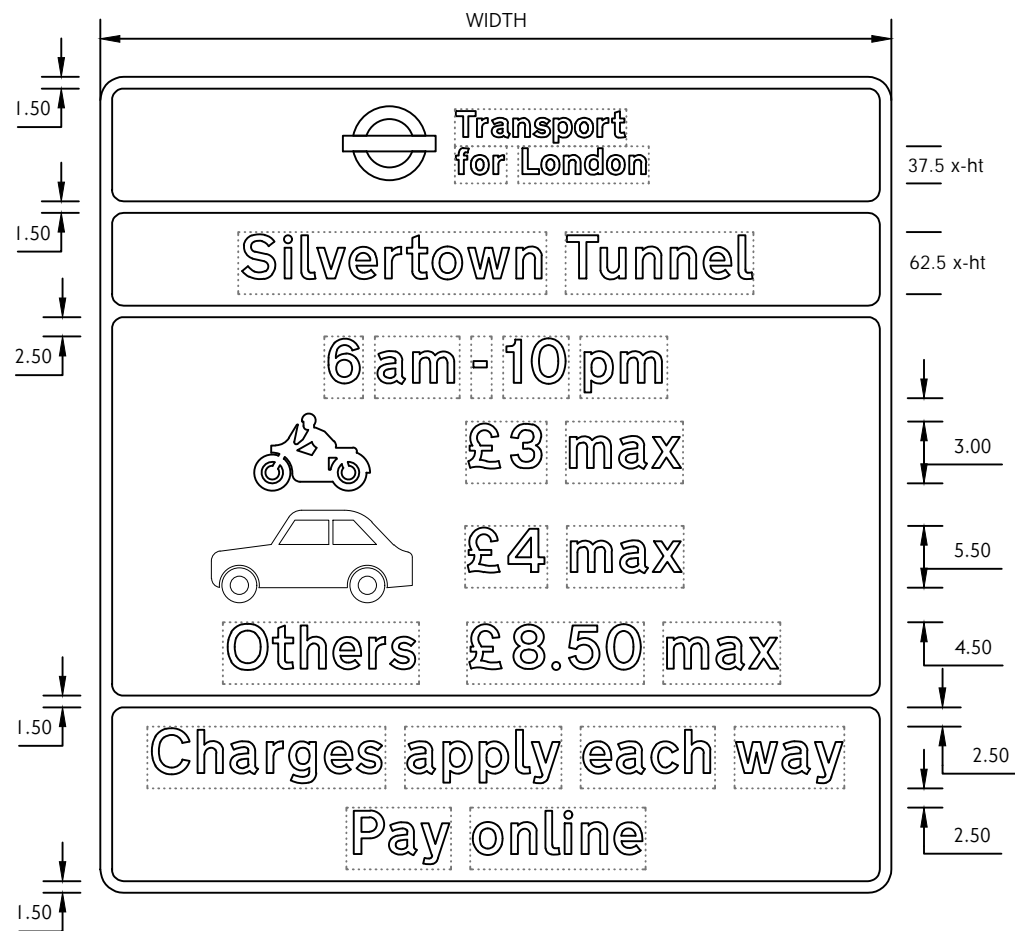 WIDTH
1.50
Transport
for London
37.5 x-ht
1.50
Silvertown Tunnel
62.5 x-ht
2.50
6 am - 10 pm
£3 max
3.00
£4 max
5.50
Others £8.50 max
4.50
1.50
Charges apply each way
2.50
Pay online
2.50
1.50